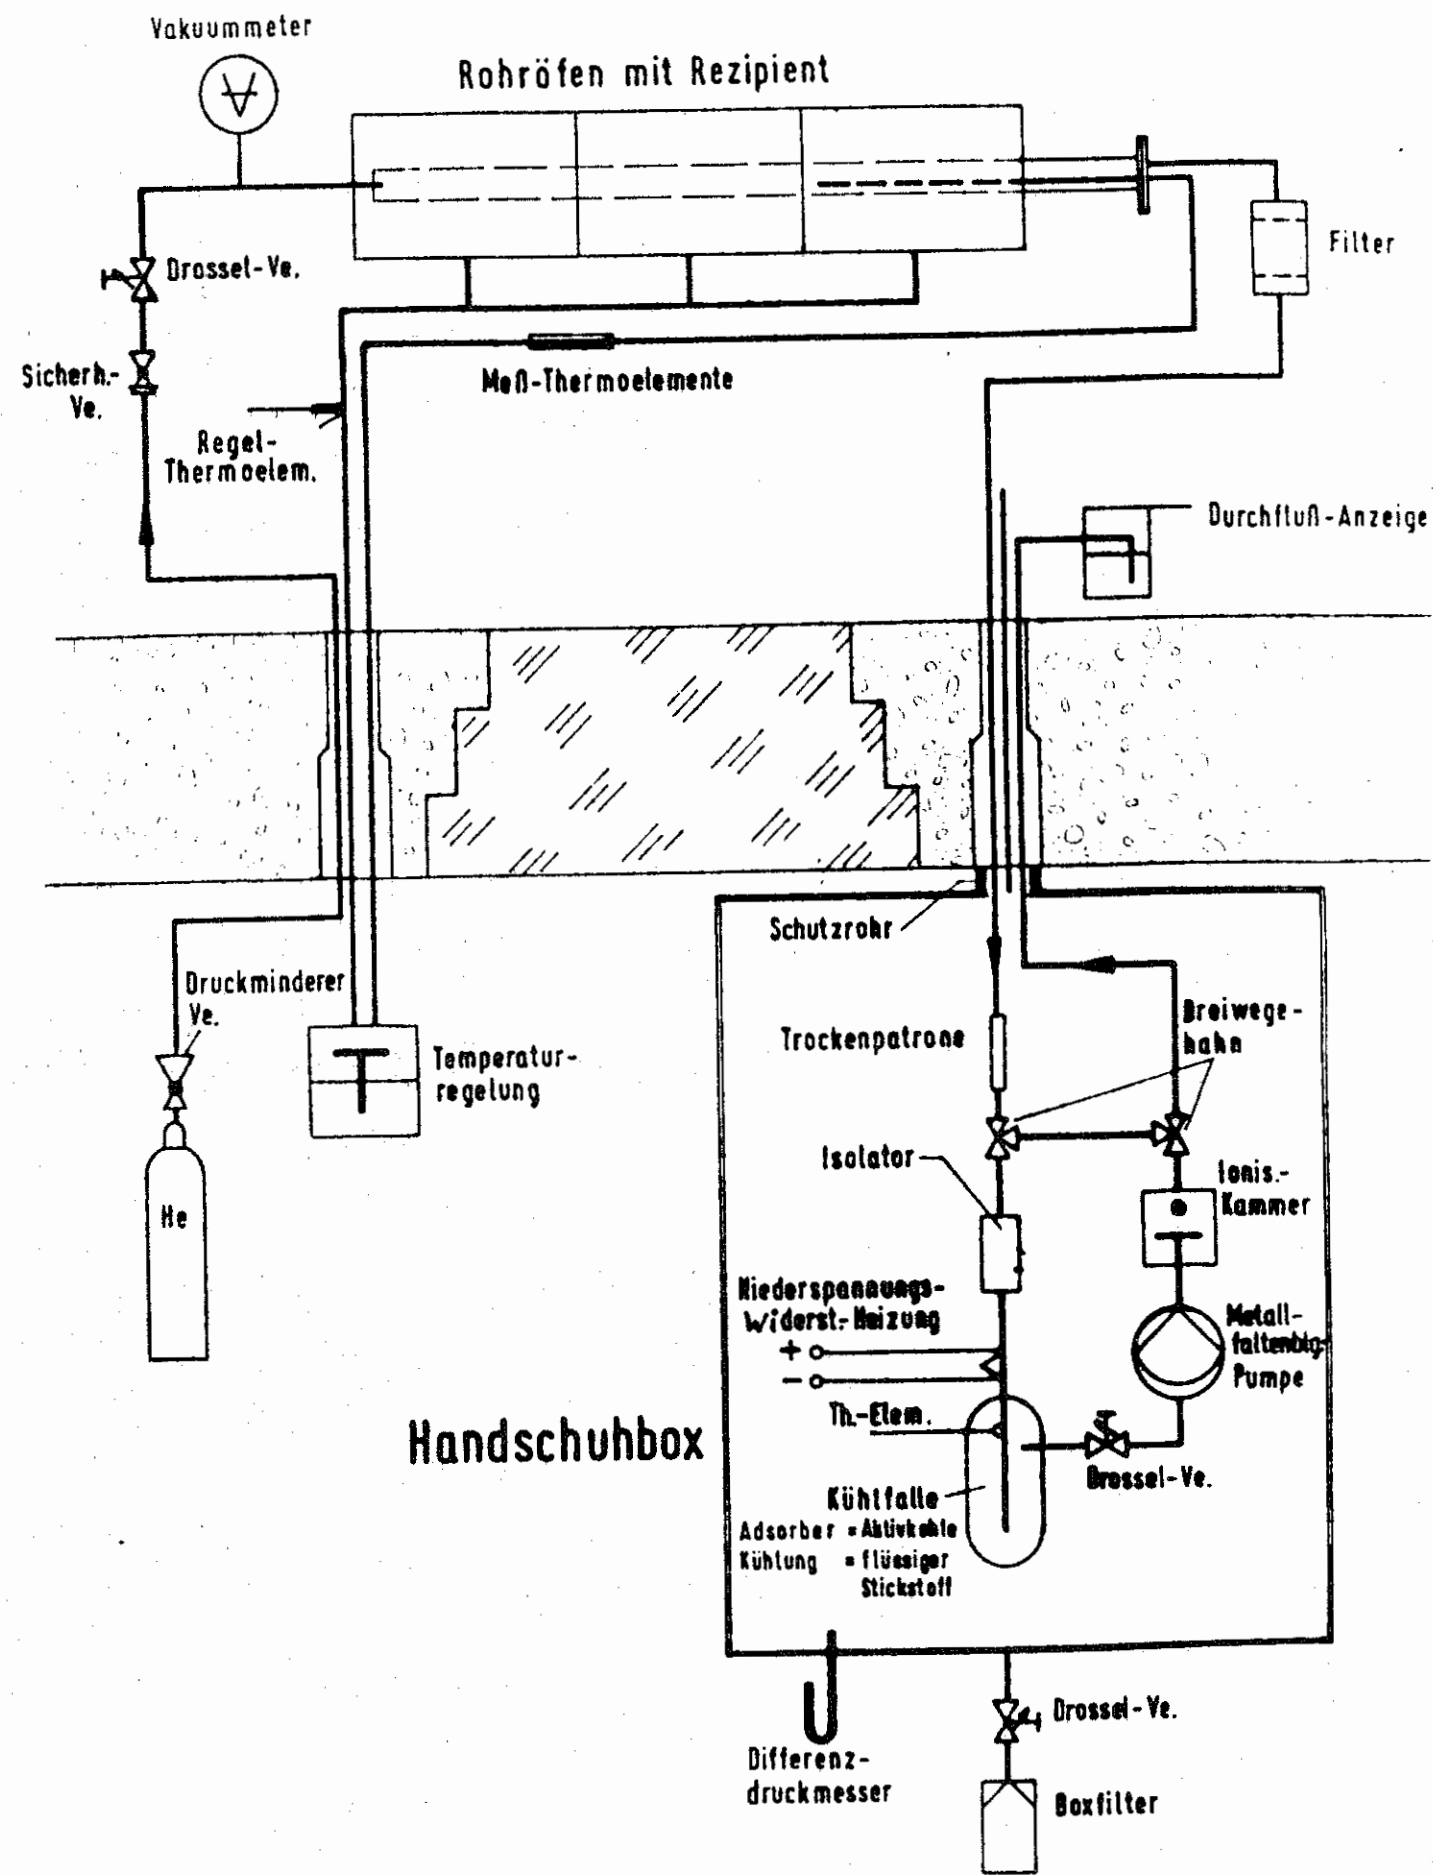 Vakuummeter
Rohröfen mit Rezipient
Filter
Drossel-Ve.
Sicherh.-
Ve.
Meß-Thermoelemente
Regel-
Thermoelem.
Durchfluß-Anzeige
Schutzrohr
Druckminderer
Ve.
Dreiwege-
hahn
Trockenpatrone
Temperatur-
regelung
Isolator
Ionis.-
Kammer
He
Niederspannungs-
Widerst.-Heizung
+
-
Metall-
faltenblg-
Pumpe
Th.-Elem.
Handschuhbox
Drossel-Ve.
Kühlfalle
Adsorber = Aktivkohle
Kühlung = flüssiger
Stickstoff
Drossel-Ve.
Differenz-
druckmesser
Boxfilter